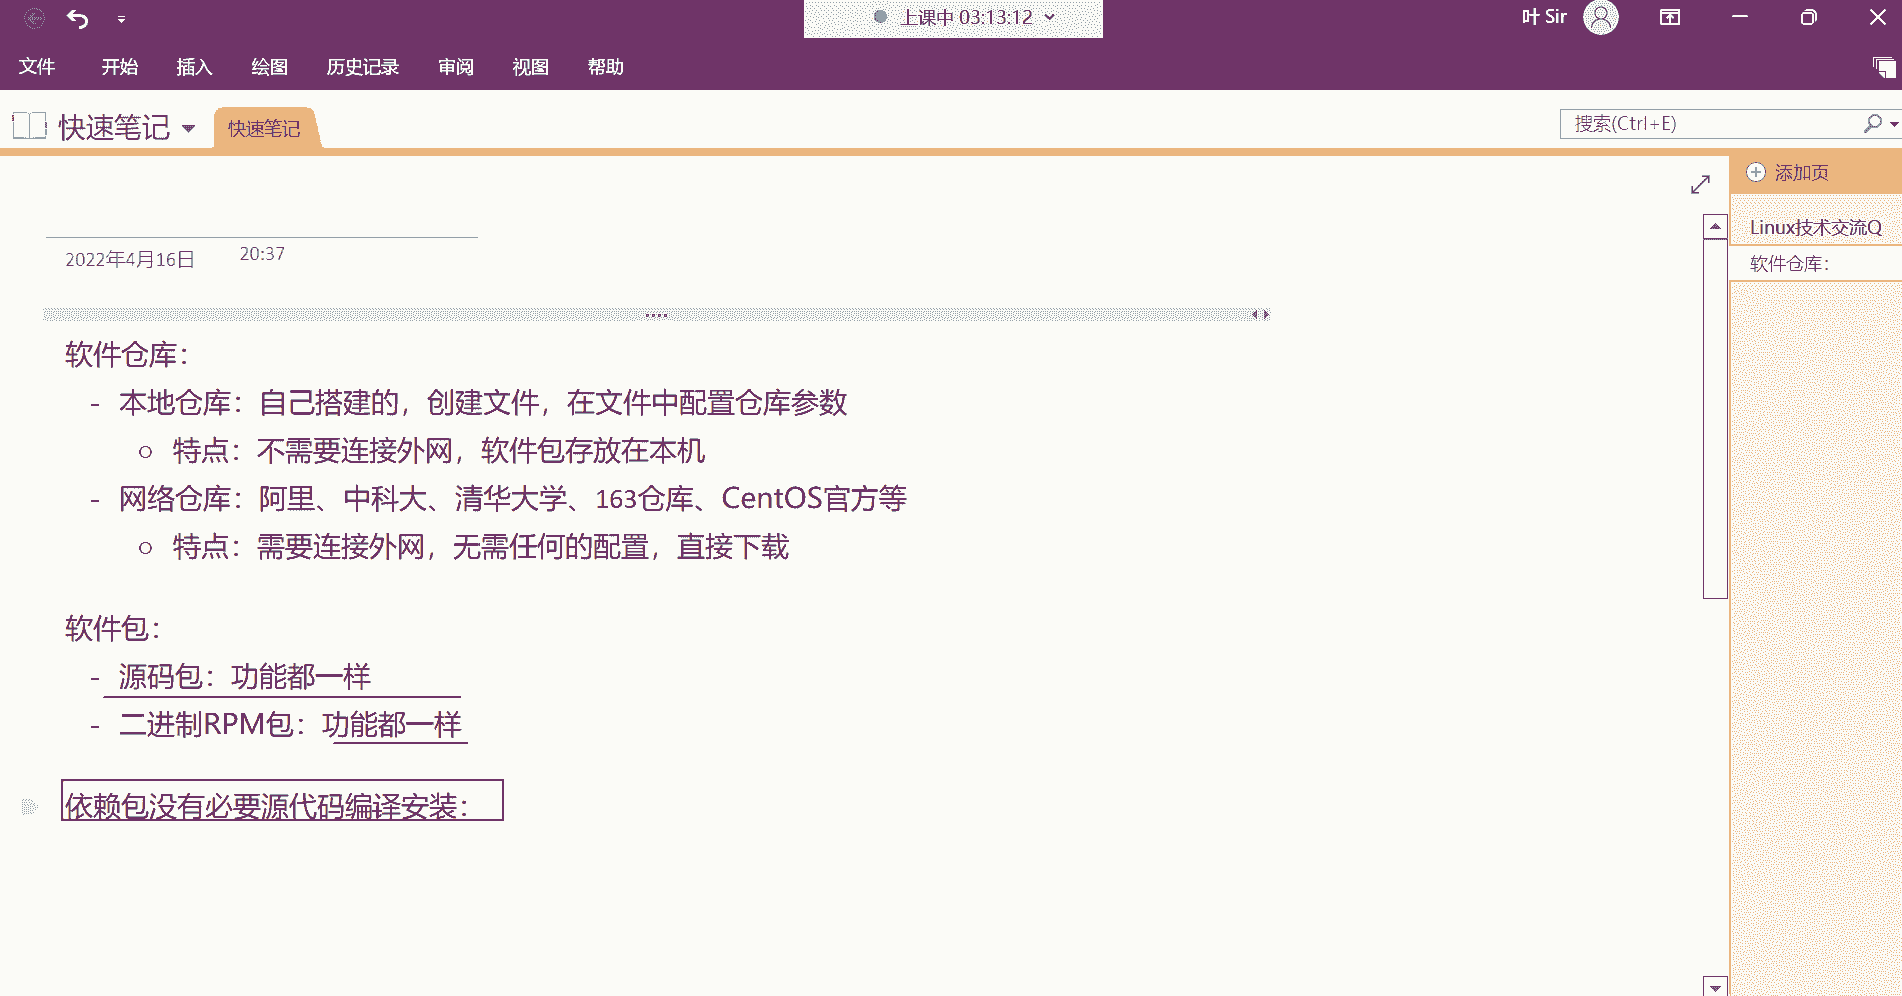 上课中 03:13:12
叶 Sir
文件 开始 插入 绘图 历史记录 审阅 视图 帮助
快速笔记 快速笔记
搜索(Ctrl+E)
添加页
Linux技术交流Q
软件仓库：
2022年4月16日 20:37
软件仓库：
- 本地仓库：自己搭建的，创建文件，在文件中配置仓库参数
○ 特点：不需要连接外网，软件包存放在本机
- 网络仓库：阿里、中科大、清华大学、163仓库、CentOS官方等
○ 特点：需要连接外网，无需任何的配置，直接下载
软件包：
- 源码包：功能都一样
- 二进制RPM包：功能都一样
依赖包没有必要源代码编译安装：